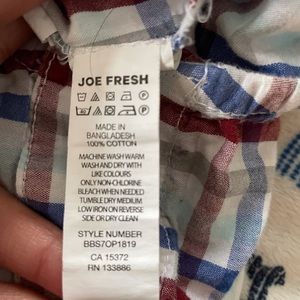 JOE FRESH
MADE IN
BANGLADESH
100% COTTON
MACHINE WASH WARM
WASH AND DRY WITH
LIKE COLOURS
ONLY NON-CHLORINE
BLEACH WHEN NEEDED
TUMBLE DRY MEDIUM
LOW IRON ON REVERSE
SIDE OR DRY CLEAN
STYLE NUMBER
BBS7OP1819
CA 15372
RN 133886